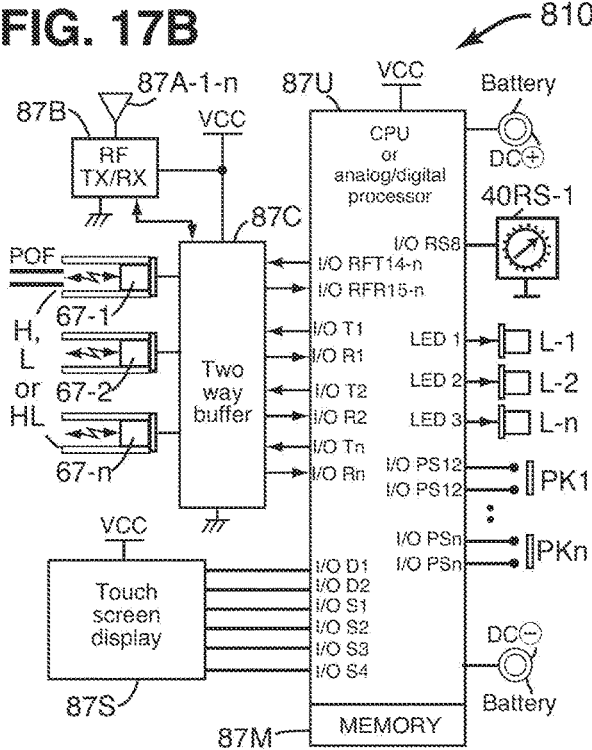 FIG. 17B
810
87A-1-n
87B
VCC
RF
TX/RX
87C
87U
VCC
CPU
or
analog/digital
processor
Battery
DC+
40RS-1
I/O RS8
POF
67-1
H,
L
or
HL
67-2
67-n
Two
way
buffer
I/O RFT14-n
I/O RFR15-n
I/O T1
I/O R1
I/O T2
I/O R2
I/O Tn
I/O Rn
LED 1
L-1
LED 2
L-2
LED 3
L-n
I/O PS12
I/O PS12
PK1
I/O PSn
I/O PSn
PKn
VCC
Touch
screen
display
87S
I/O D1
I/O D2
I/O S1
I/O S2
I/O S3
I/O S4
DC−
Battery
87M
MEMORY